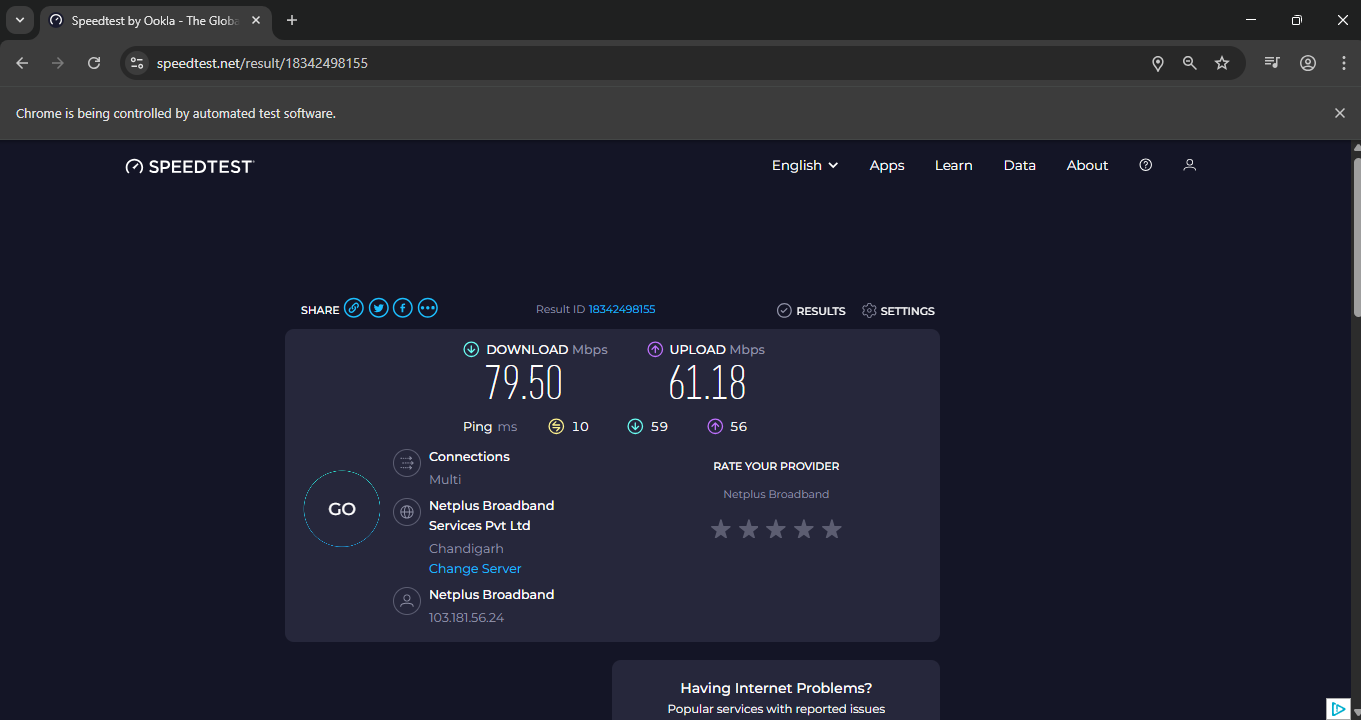 Speedtest by Ookla - The Globa
speedtest.net/result/18342498155
Chrome is being controlled by automated test software.
SPEEDTEST
English Apps Learn Data About
SHARE Result ID 18342498155 RESULTS SETTINGS
DOWNLOAD Mbps UPLOAD Mbps
79.50 61.18
Ping ms 10 59 56
Connections
Multi
Netplus Broadband
Services Pvt Ltd
Chandigarh
Change Server
Netplus Broadband
103.181.56.24
GO
RATE YOUR PROVIDER
Netplus Broadband
Having Internet Problems?
Popular services with reported issues